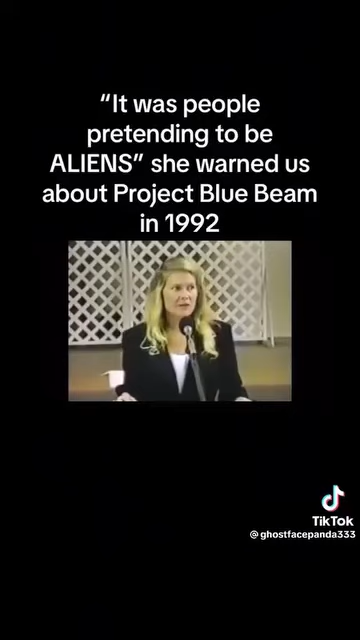 “It was people
pretending to be
ALIENS” she warned us
about Project Blue Beam
in 1992
TikTok
@ghostfacepanda333